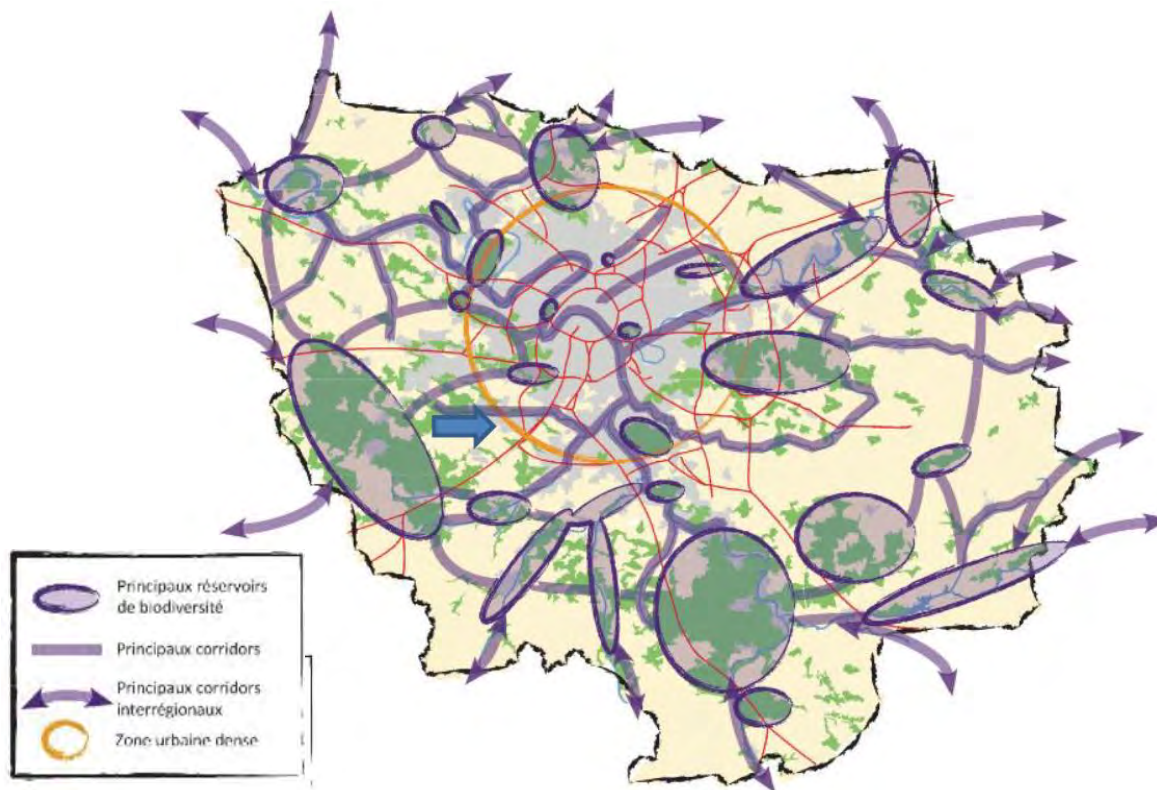 Principaux réservoirs
de biodiversité
Principaux corridors
Principaux corridors
interrégionaux
Zone urbaine dense